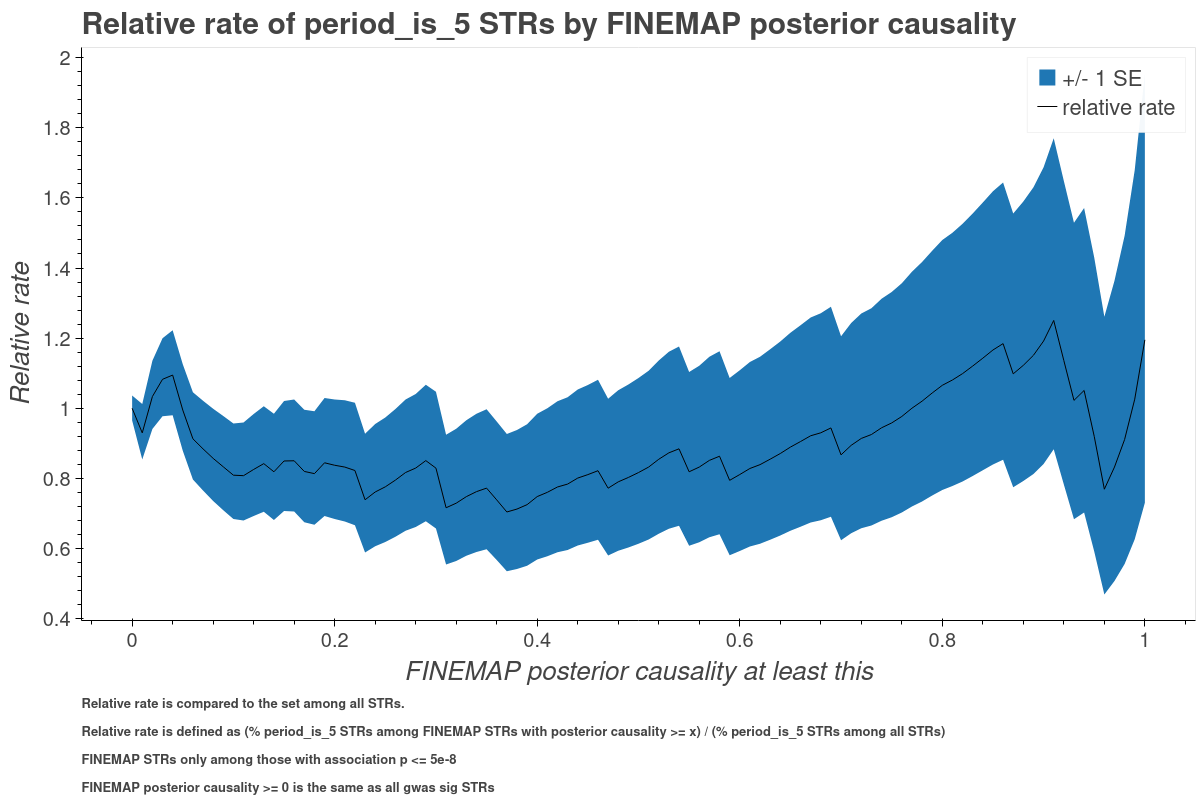 Relative rate of period_is_5 STRs by FINEMAP posterior causality
+/- 1 SE
relative rate
2
1.8
1.6
1.4
1.2
1
0.8
0.6
0.4
Relative rate
0
0.2
0.4
0.6
0.8
1
FINEMAP posterior causality at least this
Relative rate is compared to the set among all STRs.
Relative rate is defined as (% period_is_5 STRs among FINEMAP STRs with posterior causality >= x) / (% period_is_5 STRs among all STRs)
FINEMAP STRs only among those with association p <= 5e-8
FINEMAP posterior causality >= 0 is the same as all gwas sig STRs